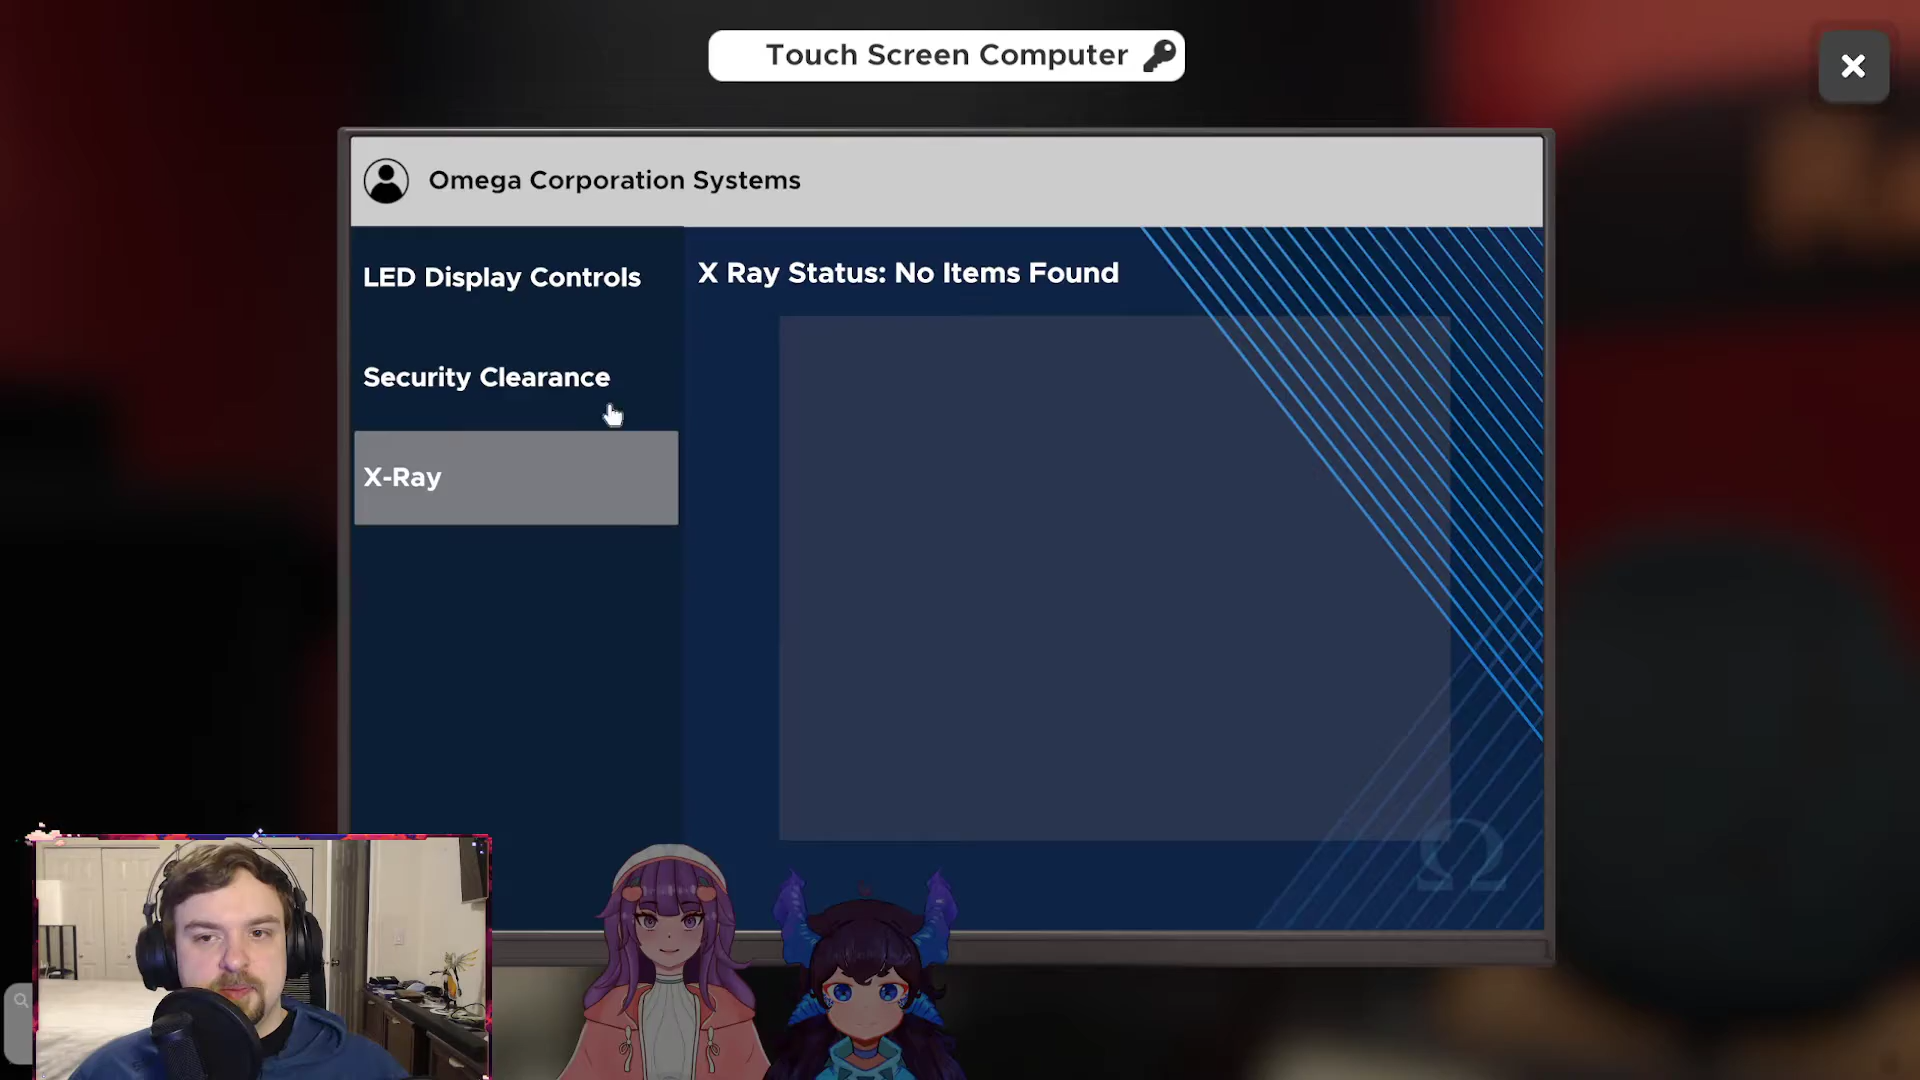 Touch Screen Computer
Omega Corporation Systems
LED Display Controls
Security Clearance
X-Ray
X Ray Status: No Items Found
Ω